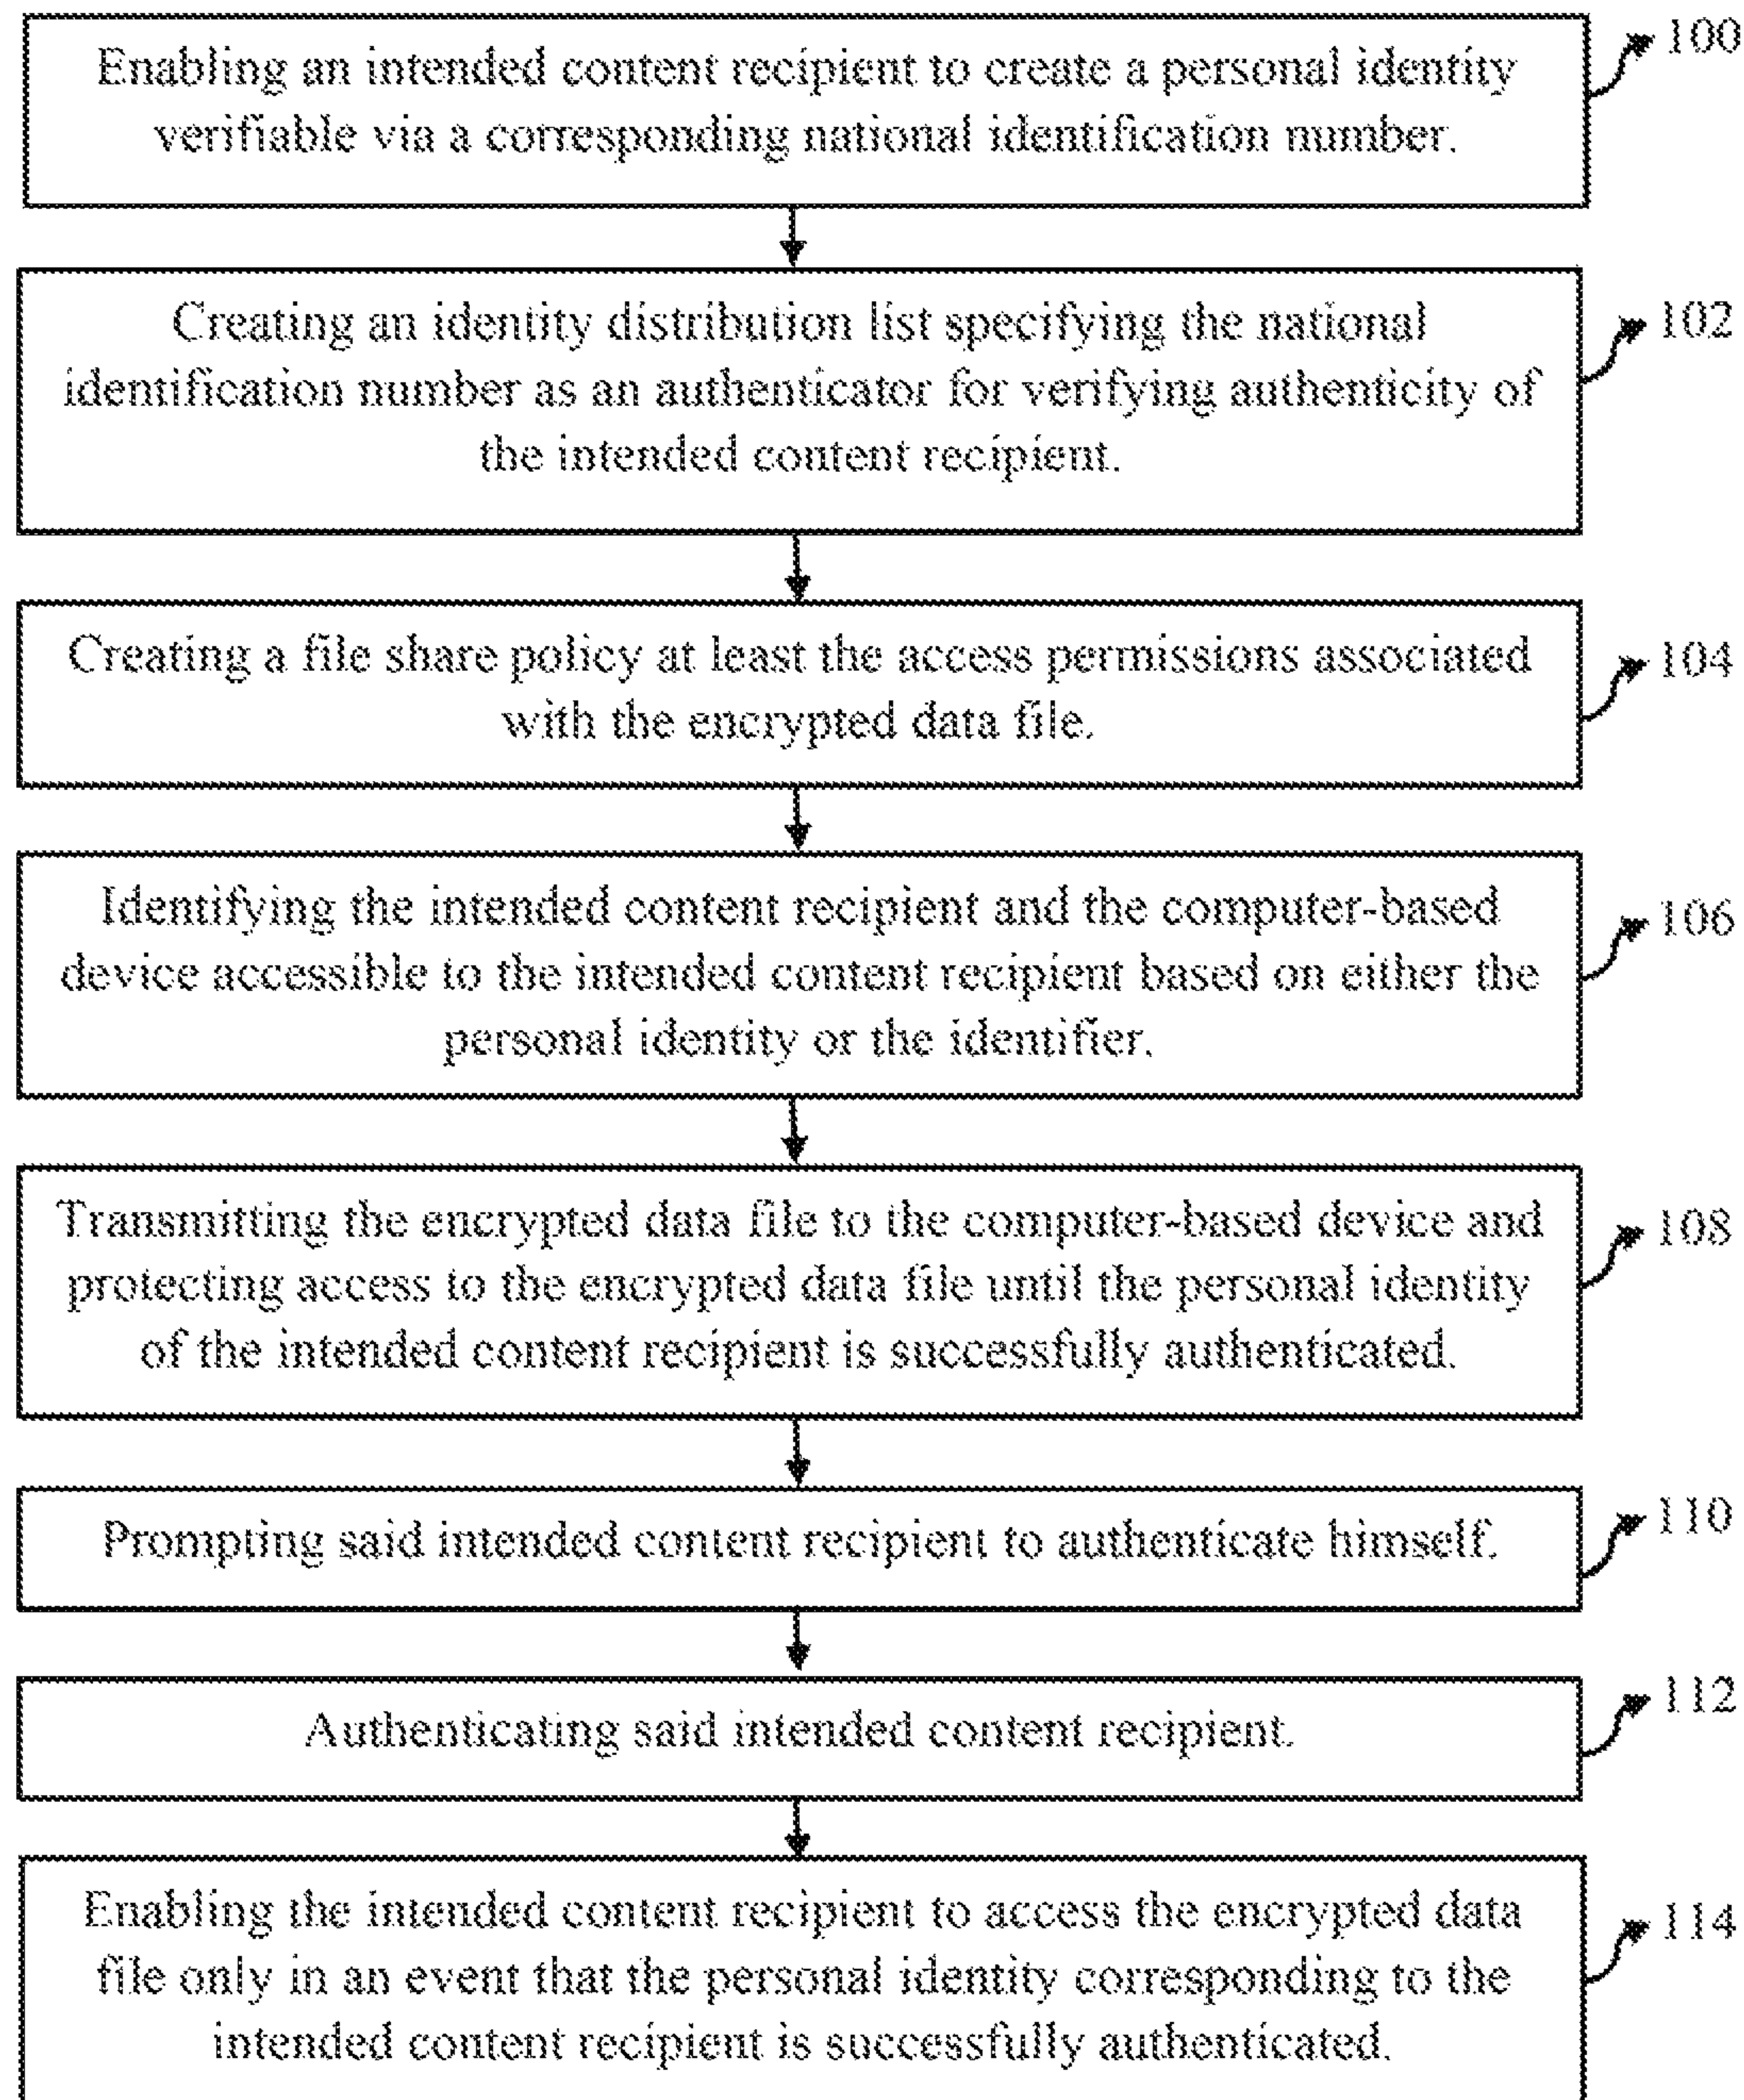 Enabling an intended content recipient to create a personal identity
verifiable via a corresponding national identification number.
100
Creating an identity distribution list specifying the national
identification number as an authenticator for verifying authenticity of
the intended content recipient.
102
Creating a file share policy at least the access permissions associated
with the encrypted data file.
104
Identifying the intended content recipient and the computer-based
device accessible to the intended content recipient based on either the
personal identity or the identifier.
106
Transmitting the encrypted data file to the computer-based device and
protecting access to the encrypted data file until the personal identity
of the intended content recipient is successfully authenticated.
108
Prompting said intended content recipient to authenticate himself.
110
Authenticating said intended content recipient.
112
Enabling the intended content recipient to access the encrypted data
file only in an event that the personal identity corresponding to the
intended content recipient is successfully authenticated.
114